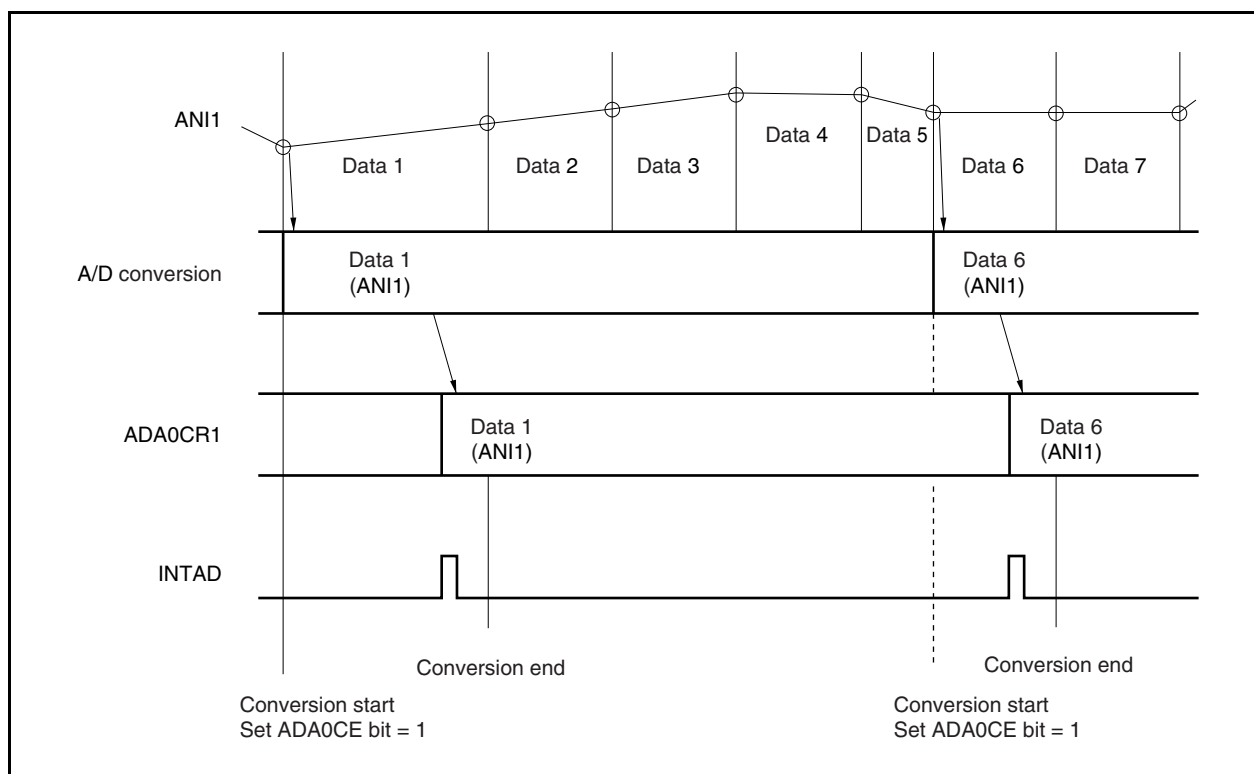 ANI1
Data 1
Data 2
Data 3
Data 4
Data 5
Data 6
Data 7
A/D conversion
Data 1
(ANI1)
Data 6
(ANI1)
ADA0CR1
Data 1
(ANI1)
Data 6
(ANI1)
INTAD
Conversion end
Conversion end
Conversion start
Set ADA0CE bit = 1
Conversion start
Set ADA0CE bit = 1